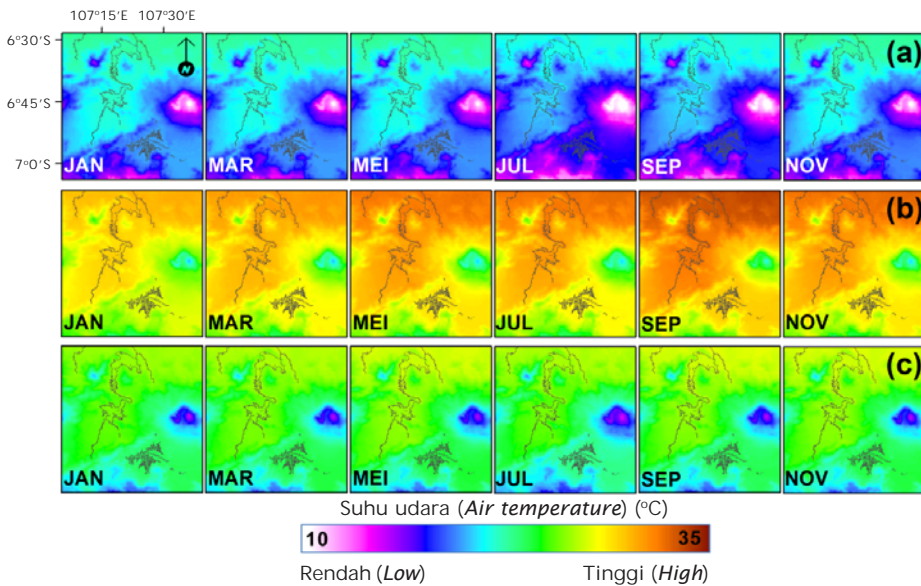 107°15'E 107°30'E
6°30'S
(a)
N
6°45'S
7°0'S
JAN MAR MEI JUL SEP NOV
(b)
JAN MAR MEI JUL SEP NOV
(c)
JAN MAR MEI JUL SEP NOV
Suhu udara (Air temperature) (°C)
10 35
Rendah (Low) Tinggi (High)